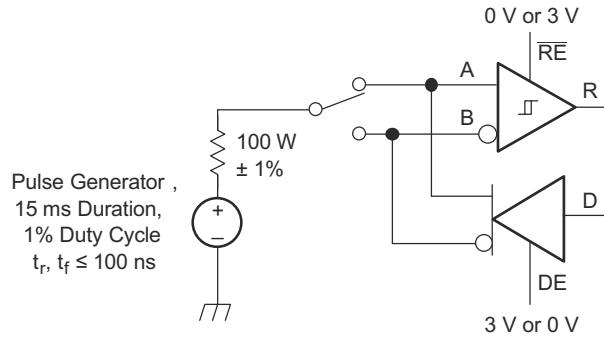 0 V or 3 V
RE
A
R
B
100 W
± 1%
Pulse Generator ,
15 ms Duration,
1% Duty Cycle
tr, tf ≤ 100 ns
+
–
D
DE
3 V or 0 V